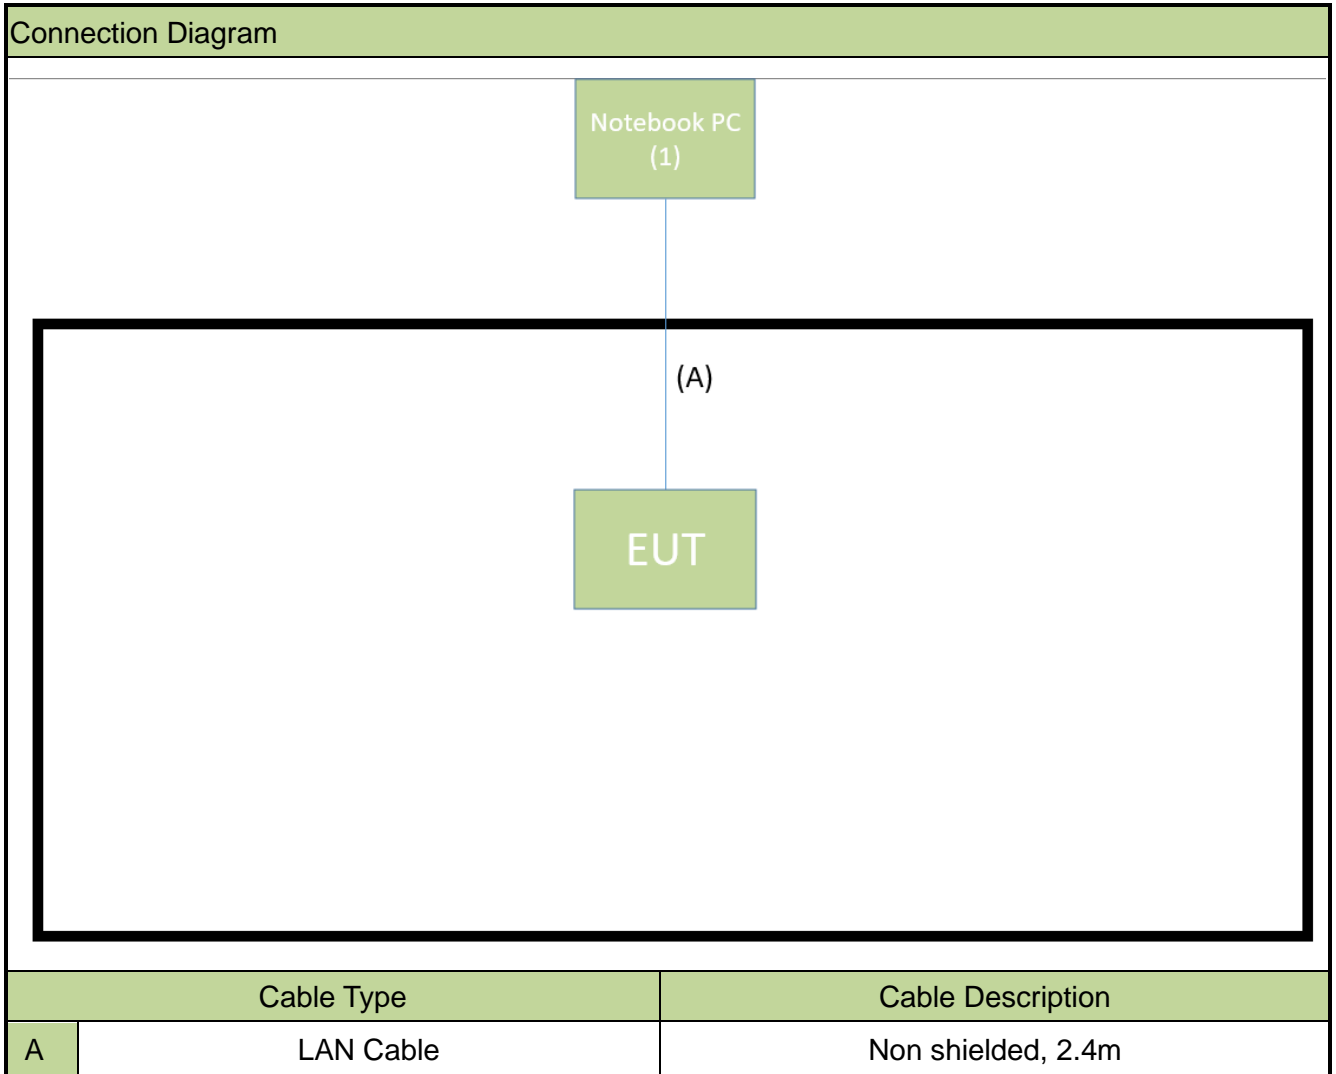 Connection Diagram
Notebook PC
(1)
(A)
EUT
Cable Type Cable Description
A LAN Cable Non shielded, 2.4m